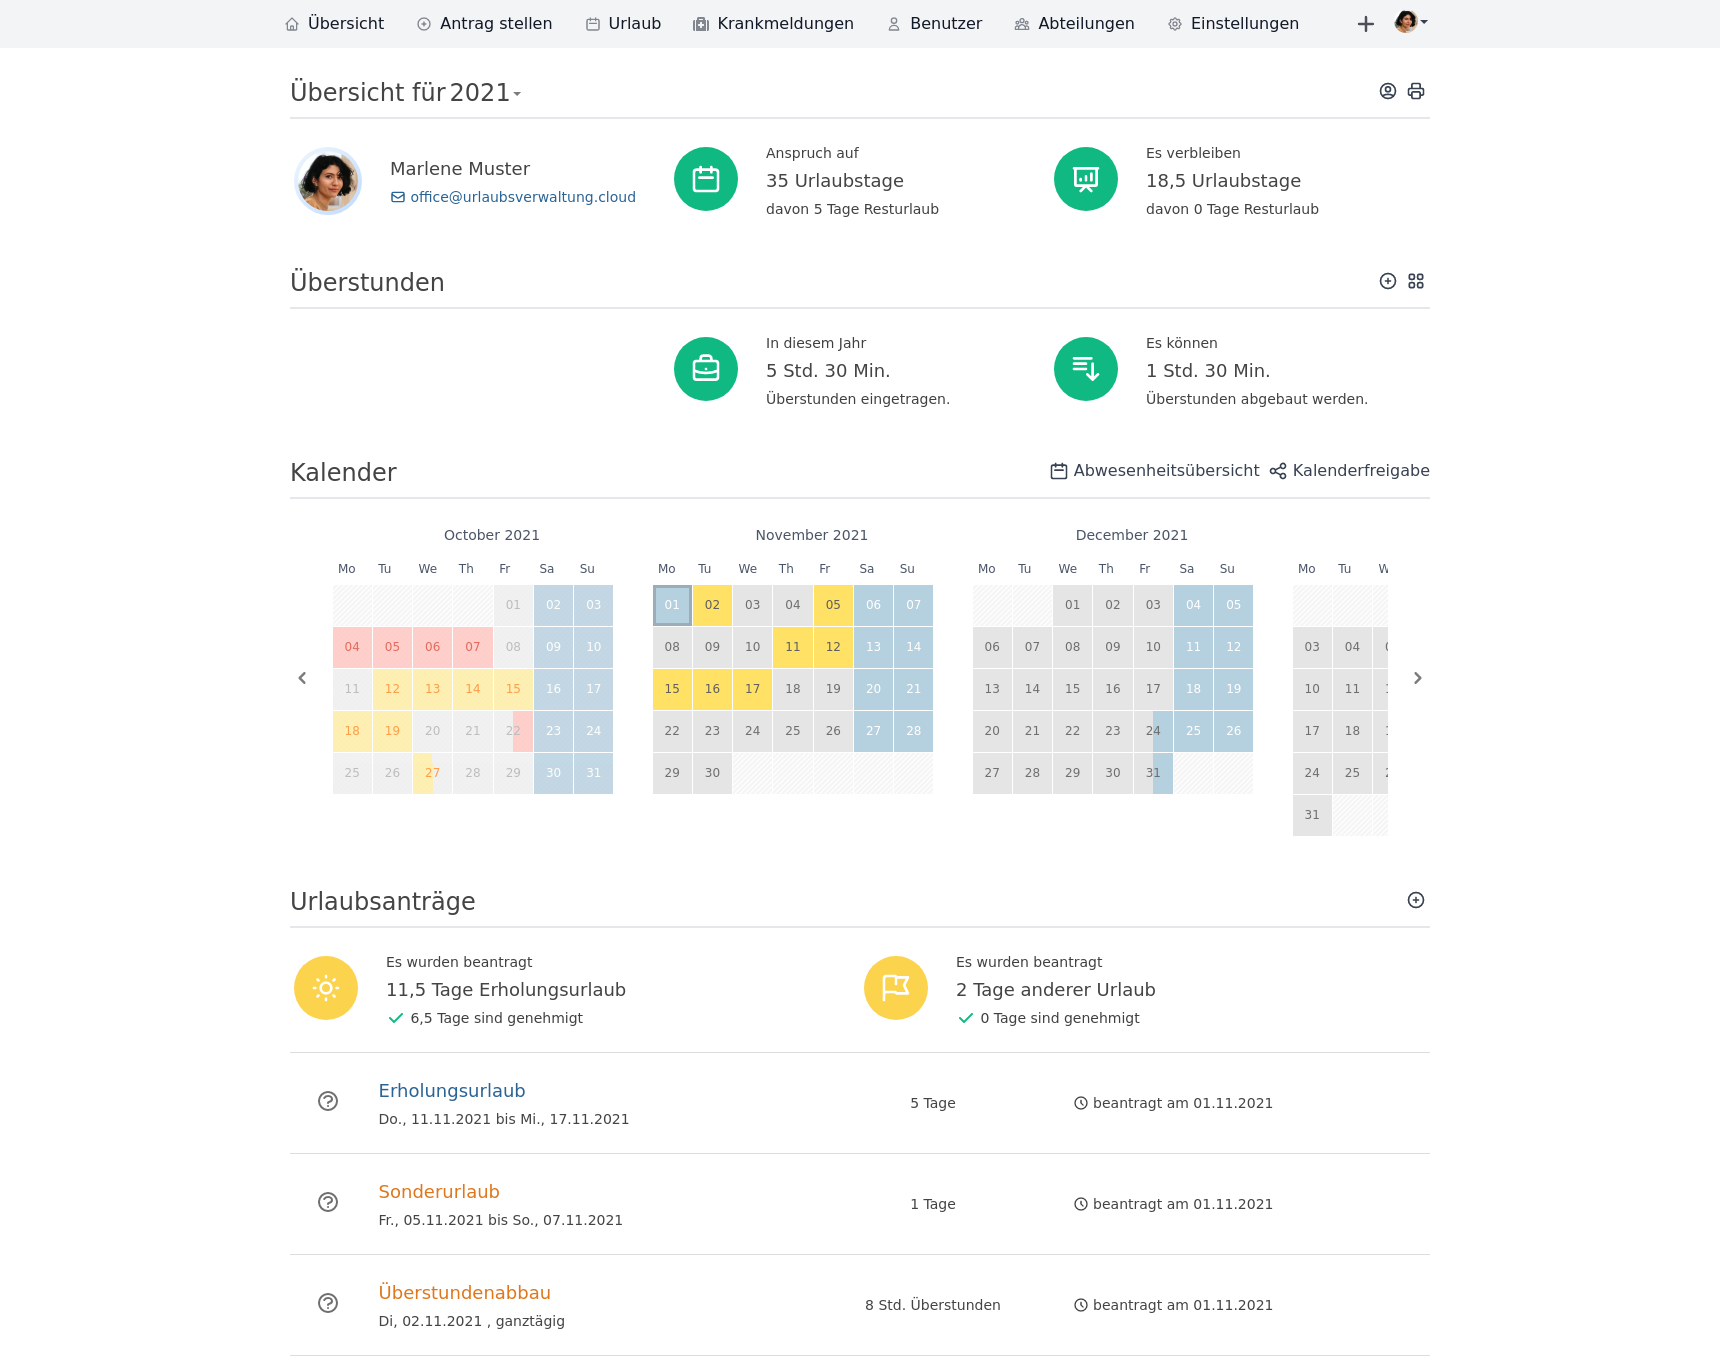 Übersicht Antrag stellen Urlaub Krankmeldungen Benutzer Abteilungen Einstellungen
Übersicht für 2021
Marlene Muster
office@urlaubsverwaltung.cloud
Anspruch auf
35 Urlaubstage
davon 5 Tage Resturlaub
Es verbleiben
18,5 Urlaubstage
davon 0 Tage Resturlaub
Überstunden
In diesem Jahr
5 Std. 30 Min.
Überstunden eingetragen.
Es können
1 Std. 30 Min.
Überstunden abgebaut werden.
Kalender
Abwesenheitsübersicht Kalenderfreigabe
October 2021
Mo Tu We Th Fr Sa Su
01 02 03
04 05 06 07 08 09 10
11 12 13 14 15 16 17
18 19 20 21 22 23 24
25 26 27 28 29 30 31
November 2021
Mo Tu We Th Fr Sa Su
01 02 03 04 05 06 07
08 09 10 11 12 13 14
15 16 17 18 19 20 21
22 23 24 25 26 27 28
29 30
December 2021
Mo Tu We Th Fr Sa Su
01 02 03 04 05
06 07 08 09 10 11 12
13 14 15 16 17 18 19
20 21 22 23 24 25 26
27 28 29 30 31
Mo Tu
03 04
10 11
17 18
24 25
31
Urlaubsanträge
Es wurden beantragt
11,5 Tage Erholungsurlaub
6,5 Tage sind genehmigt
Es wurden beantragt
2 Tage anderer Urlaub
0 Tage sind genehmigt
Erholungsurlaub
Do., 11.11.2021 bis Mi., 17.11.2021
5 Tage
beantragt am 01.11.2021
Sonderurlaub
Fr., 05.11.2021 bis So., 07.11.2021
1 Tage
beantragt am 01.11.2021
Überstundenabbau
Di, 02.11.2021 , ganztägig
8 Std. Überstunden
beantragt am 01.11.2021